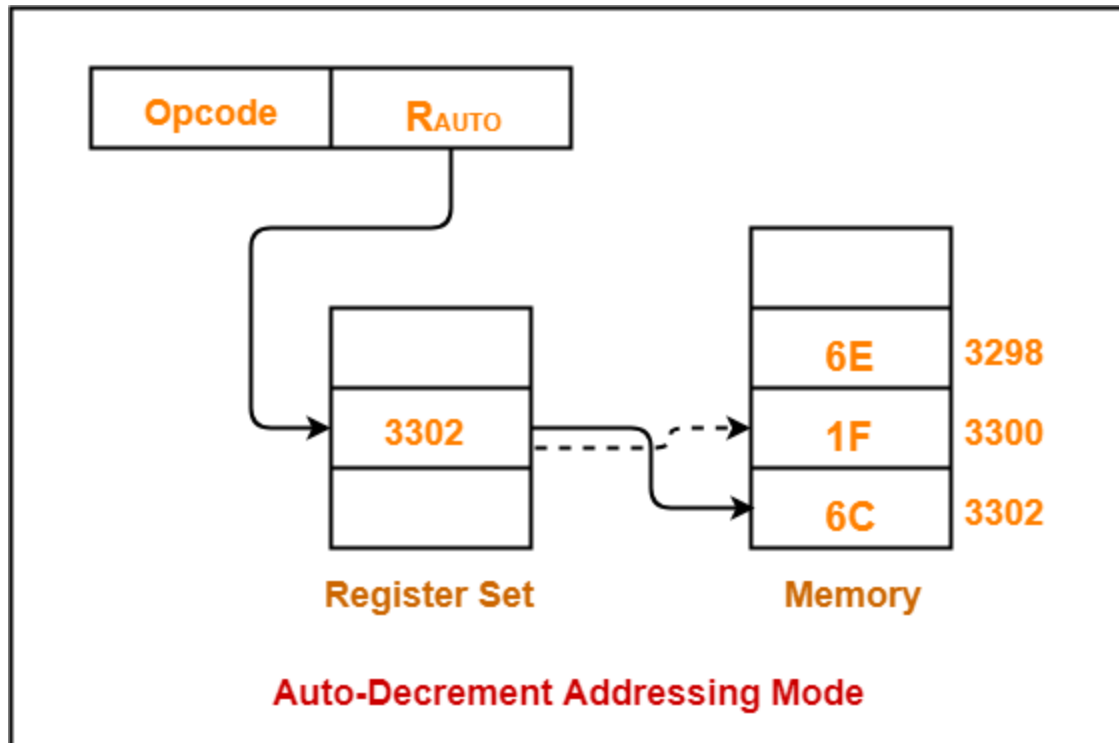 Opcode RAUTO
6E 3298
3302 1F 3300
6C 3302
Register Set Memory
Auto-Decrement Addressing Mode